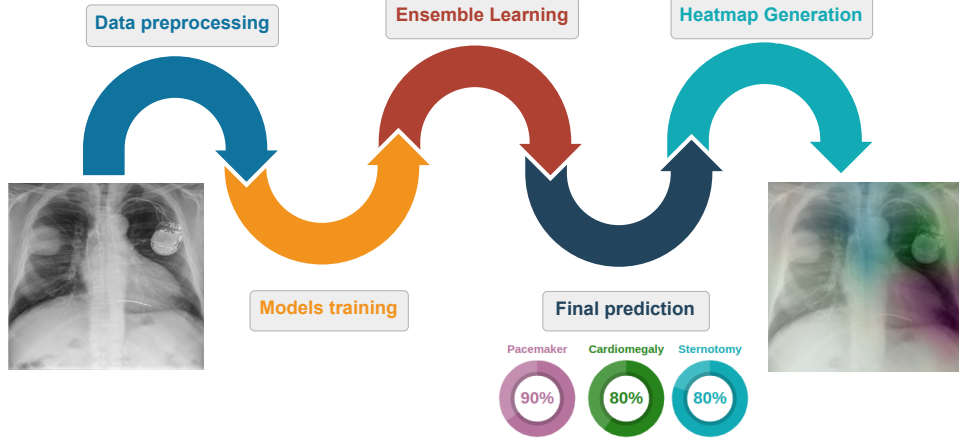 Data preprocessing
Ensemble Learning
Heatmap Generation
Models training
Final prediction
Pacemaker
Cardiomegaly
Sternotomy
90%
80%
80%